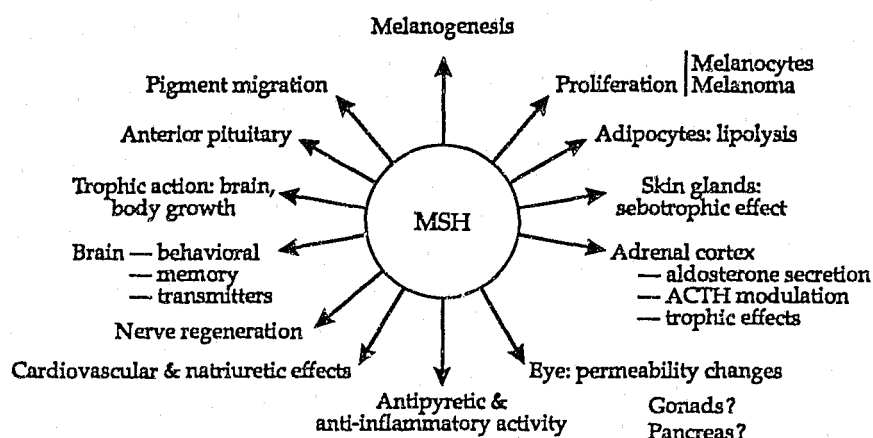 Melanogenesis
Pigment migration
Proliferation
Melanocytes
Melanoma
Anterior pituitary
Adipocytes: lipolysis
Trophic action: brain,
body growth
Skin glands:
sebotrophic effect
MSH
Brain — behavioral
— memory
— transmitters
Adrenal cortex
— aldosterone secretion
— ACTH modulation
— trophic effects
Nerve regeneration
Cardiovascular & natriuretic effects
Eye: permeability changes
Antipyretic &
anti-inflammatory activity
Gonads?
Pancreas?